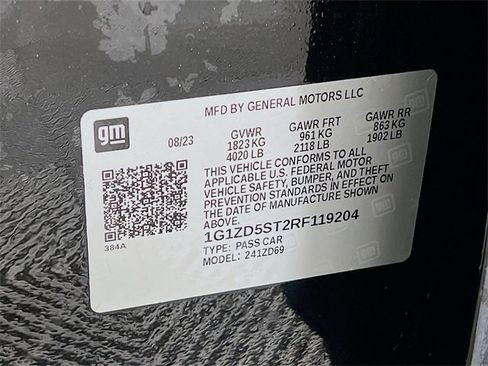 MFD BY GENERAL MOTORS LLC
gm
08/23 GVWR GAWR FRT GAWR RR
1823 KG 961 KG 863 KG
4020 LB 2118 LB 1902 LB
THIS VEHICLE CONFORMS TO ALL
APPLICABLE U.S. FEDERAL MOTOR
VEHICLE SAFETY, BUMPER, AND THEFT
PREVENTION STANDARDS IN EFFECT ON
THE DATE OF MANUFACTURE SHOWN
ABOVE.
384A
1G1ZD5ST2RF119204
TYPE: PASS CAR
MODEL: 241ZD69